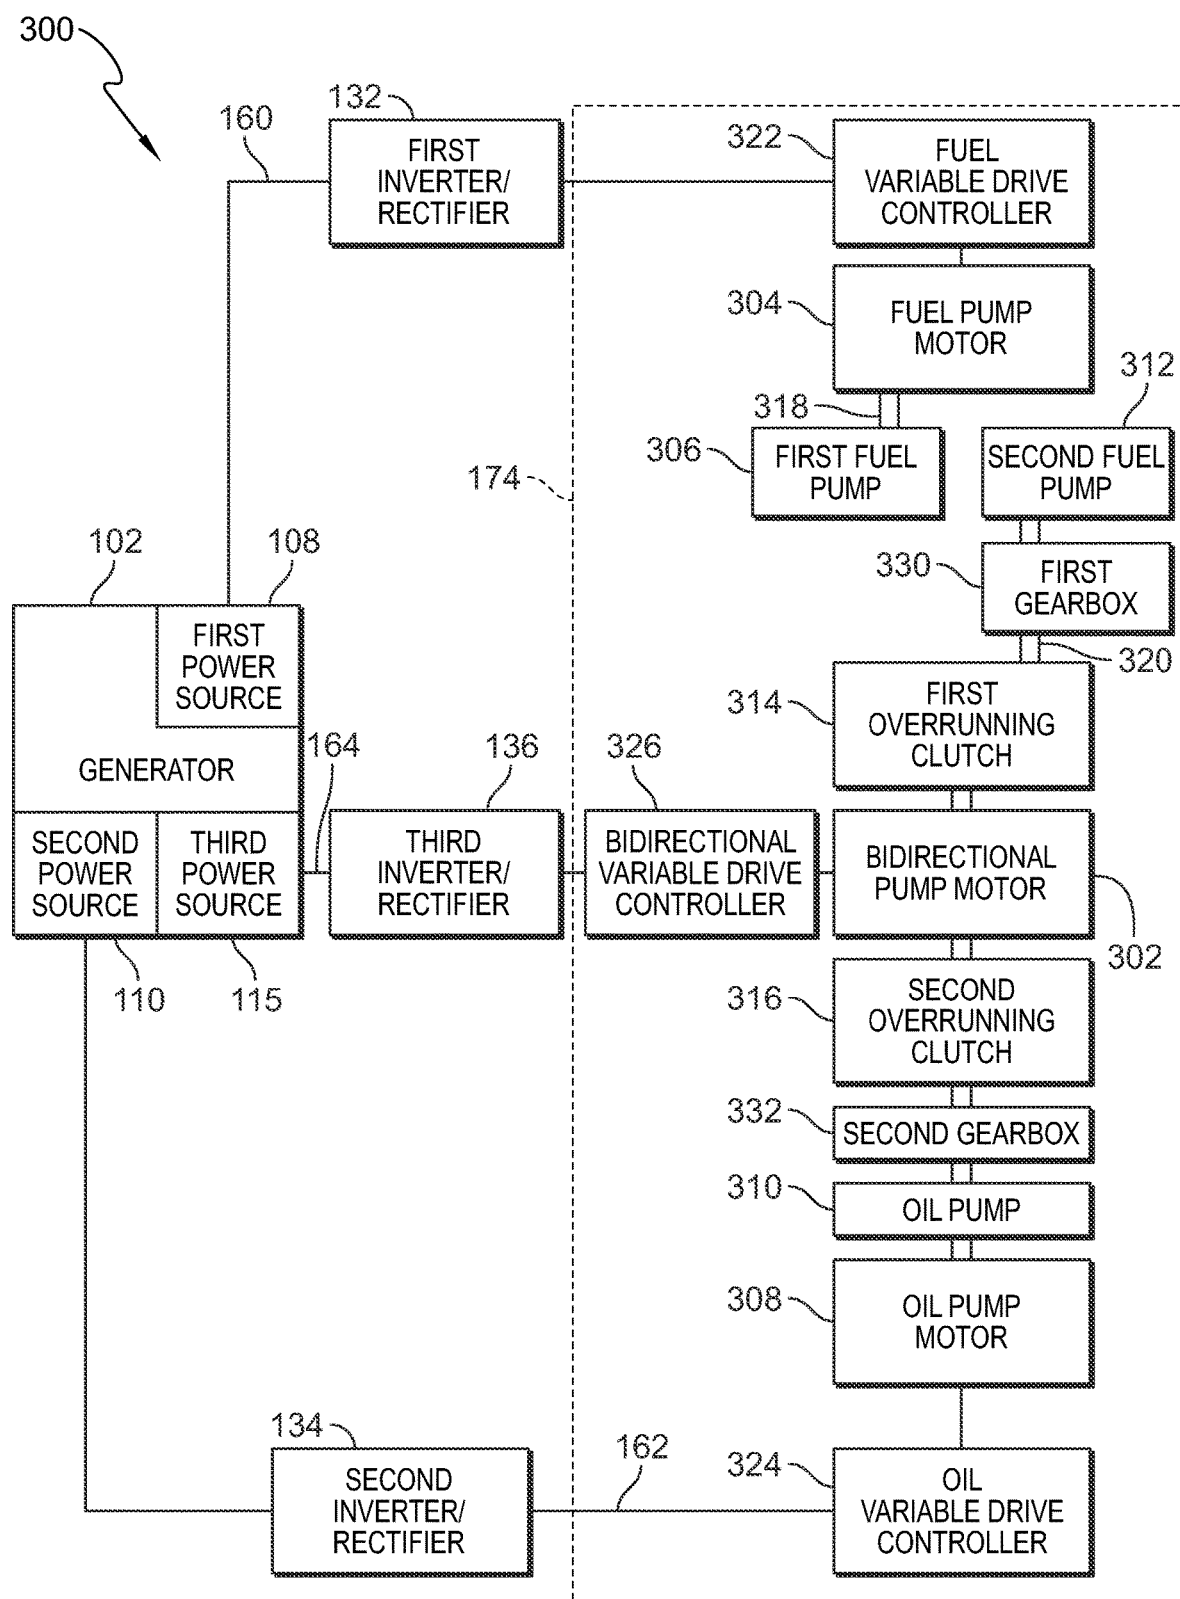 300
132
160
FIRST
INVERTER/
RECTIFIER
322
FUEL
VARIABLE DRIVE
CONTROLLER
304
FUEL PUMP
MOTOR
312
318
306
FIRST FUEL
PUMP
SECOND FUEL
PUMP
174
102
108
330
FIRST
GEARBOX
320
FIRST
POWER
SOURCE
GENERATOR
314
FIRST
OVERRUNNING
CLUTCH
164
136
326
SECOND
POWER
SOURCE
THIRD
POWER
SOURCE
THIRD
INVERTER/
RECTIFIER
BIDIRECTIONAL
VARIABLE DRIVE
CONTROLLER
BIDIRECTIONAL
PUMP MOTOR
302
110
115
316
SECOND
OVERRUNNING
CLUTCH
332
SECOND GEARBOX
310
OIL PUMP
308
OIL PUMP
MOTOR
134
SECOND
INVERTER/
RECTIFIER
162
324
OIL
VARIABLE DRIVE
CONTROLLER